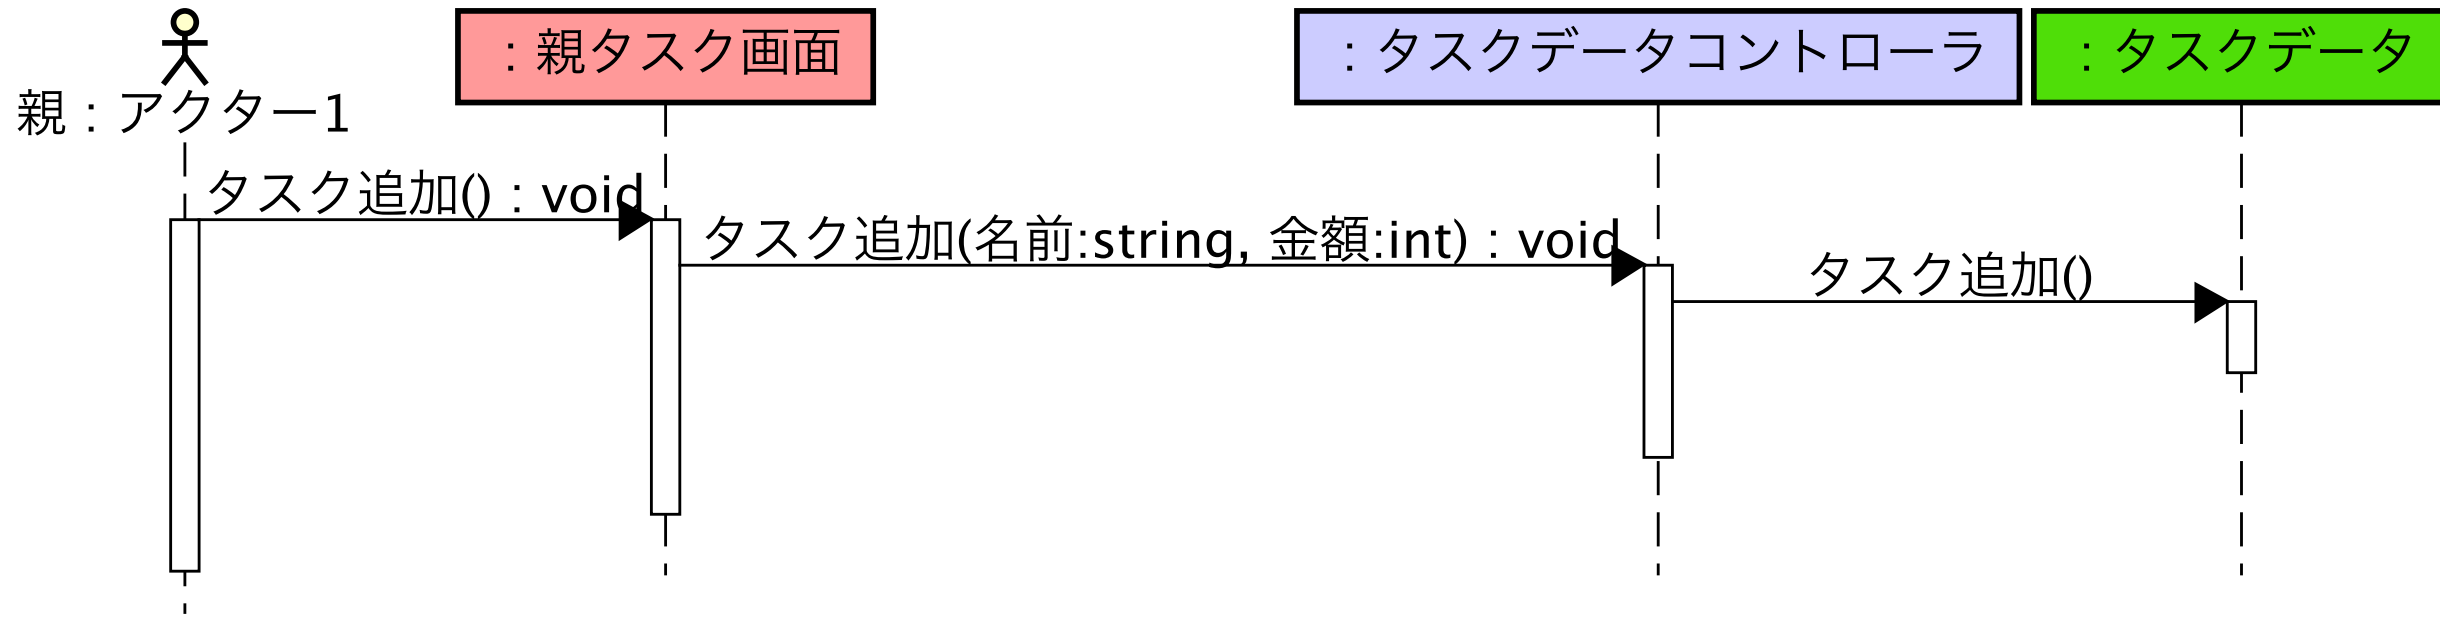 親 : アクター1
: 親タスク画面
: タスクデータコントローラ
: タスクデータ
タスク追加() : void
タスク追加(名前:string, 金額:int) : void
タスク追加()